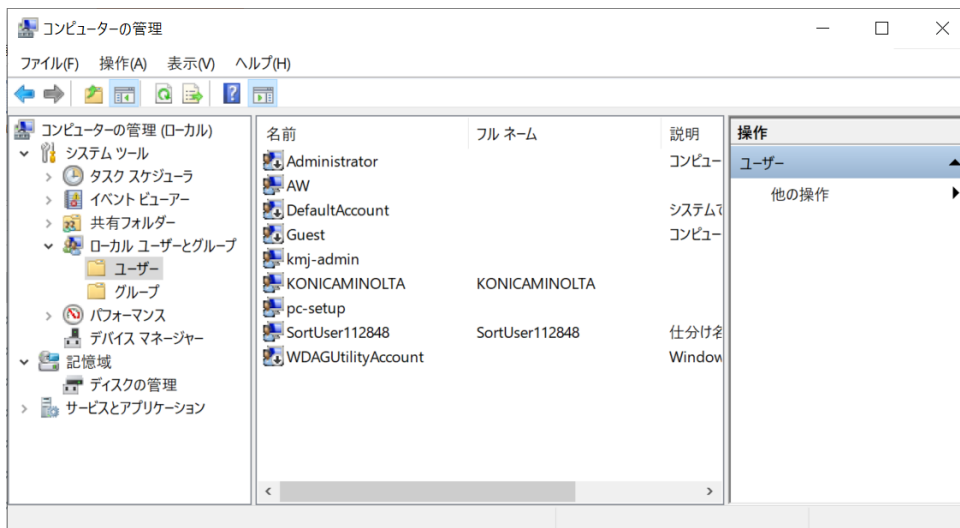 コンピューターの管理
ファイル(F) 操作(A) 表示(V) ヘルプ(H)
コンピューターの管理 (ローカル)
システム ツール
タスク スケジューラ
イベント ビューアー
共有フォルダー
ローカル ユーザーとグループ
ユーザー
グループ
パフォーマンス
デバイス マネージャー
記憶域
ディスクの管理
サービスとアプリケーション
名前 フル ネーム 説明
Administrator コンピュー
AW
DefaultAccount システムで
Guest コンピュー
kmj-admin
KONICAMINOLTA KONICAMINOLTA
pc-setup
SortUser112848 SortUser112848 仕分け名
WDAGUtilityAccount Window
操作
ユーザー
他の操作